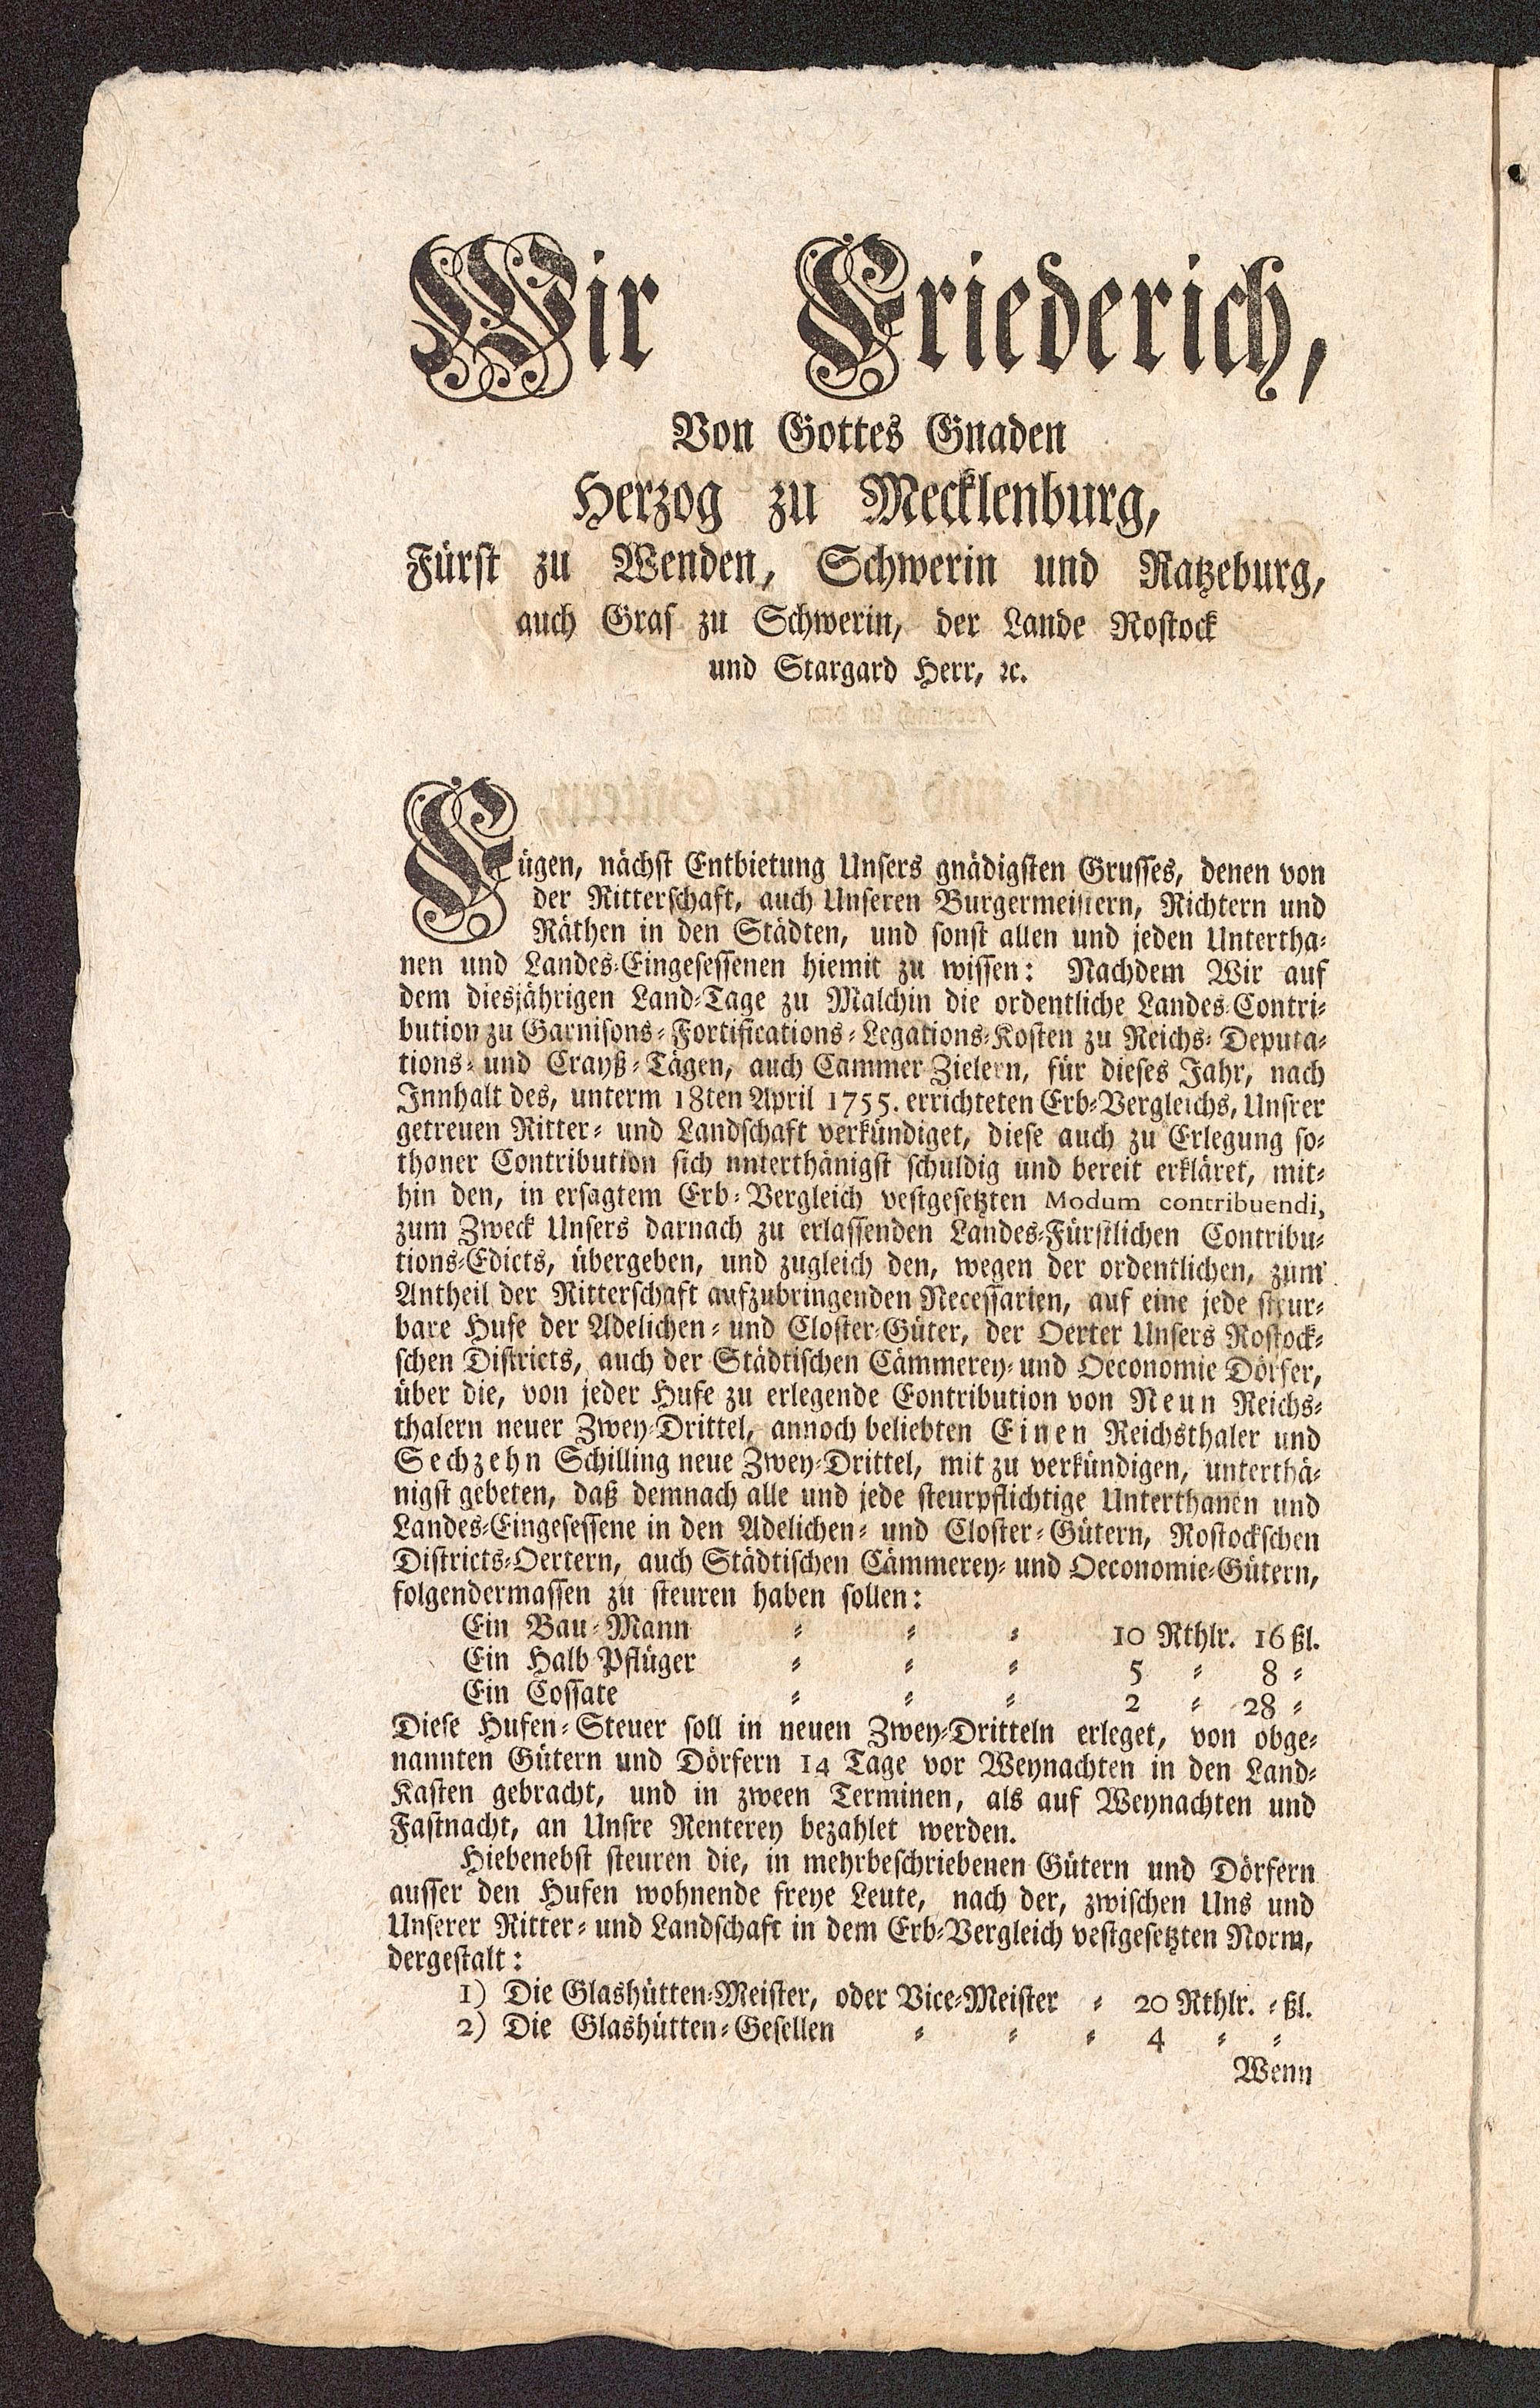 Wir Friederich,
Von Gottes Gnaden
Herzog zu Mecklenburg,
Fürst zu Wenden, Schwerin und Ratzeburg,
auch Graf zu Schwerin, der Lande Rostock
und Stargard Herr, ꝛc.
Fügen, nächst Entbietung Unsers gnädigsten Grusses, denen von
der Ritterschaft, auch Unseren Burgermeistern, Richtern und
Räthen in den Städten, und sonst allen und jeden Untertha-
nen und Landes-Eingesessenen hiemit zu wissen: Nachdem Wir auf
dem diesjährigen Land-Tage zu Malchin die ordentliche Landes-Contri-
bution zu Garnisons-Fortifications-Legations-Kosten zu Reichs-Deputa-
tions- und Crayß-Tägen, auch Cammer Zielern, für dieses Jahr, nach
Innhalt des, unterm 18ten April 1755. errichteten Erb-Vergleichs, Unsrer
getreuen Ritter- und Landschaft verkündiget, diese auch zu Erlegung so-
thaner Contribution sich unterthänigst schuldig und bereit erkläret, mit-
hin den, in ersagtem Erb-Vergleich vestgesetzten Modum contribuendi,
zum Zweck Unsers darnach zu erlassenden Landes-Fürstlichen Contribu-
tions-Edicts, übergeben, und zugleich den, wegen der ordentlichen, zum
Antheil der Ritterschaft aufzubringenden Necessarien, auf eine jede steur-
bare Hufe der Adelichen- und Closter-Güter, der Oerter Unsers Rostock-
schen Districts, auch der Städtischen Cämmerey- und Oeconomie Dörfer,
über die, von jeder Hufe zu erlegende Contribution von Neun Reichs-
thalern neuer Zwey-Drittel, annoch beliebten Einen Reichsthaler und
Sechzehn Schilling neue Zwey-Drittel, mit zu verkündigen, unterthä-
nigst gebeten, daß demnach alle und jede steurpflichtige Unterthanen und
Landes-Eingesessene in den Adelichen- und Closter-Gütern, Rostockschen
Districts-Oertern, auch Städtischen Cämmerey- und Oeconomie-Gütern,
folgendermassen zu steuren haben sollen:
Ein Bau-Mann - - - 10 Rthlr. 16 ßl.
Ein Halb Pflüger - - - 5 - 8 -
Ein Cossate - - - 2 - 28 -
Diese Hufen-Steuer soll in neuen Zwey-Dritteln erleget, von obge-
nannten Gütern und Dörfern 14 Tage vor Weynachten in den Land-
Kasten gebracht, und in zween Terminen, als auf Weynachten und
Fastnacht, an Unsre Renterey bezahlet werden.
Hiebenebst steuren die, in mehrbeschriebenen Gütern und Dörfern
ausser den Hufen wohnende freye Leute, nach der, zwischen Uns und
Unserer Ritter- und Landschaft in dem Erb-Vergleich vestgesetzten Norm,
dergestalt:
1) Die Glashütten-Meister, oder Vice-Meister - 20 Rthlr. - ßl.
2) Die Glashütten-Gesellen - - - 4 - -
Wenn